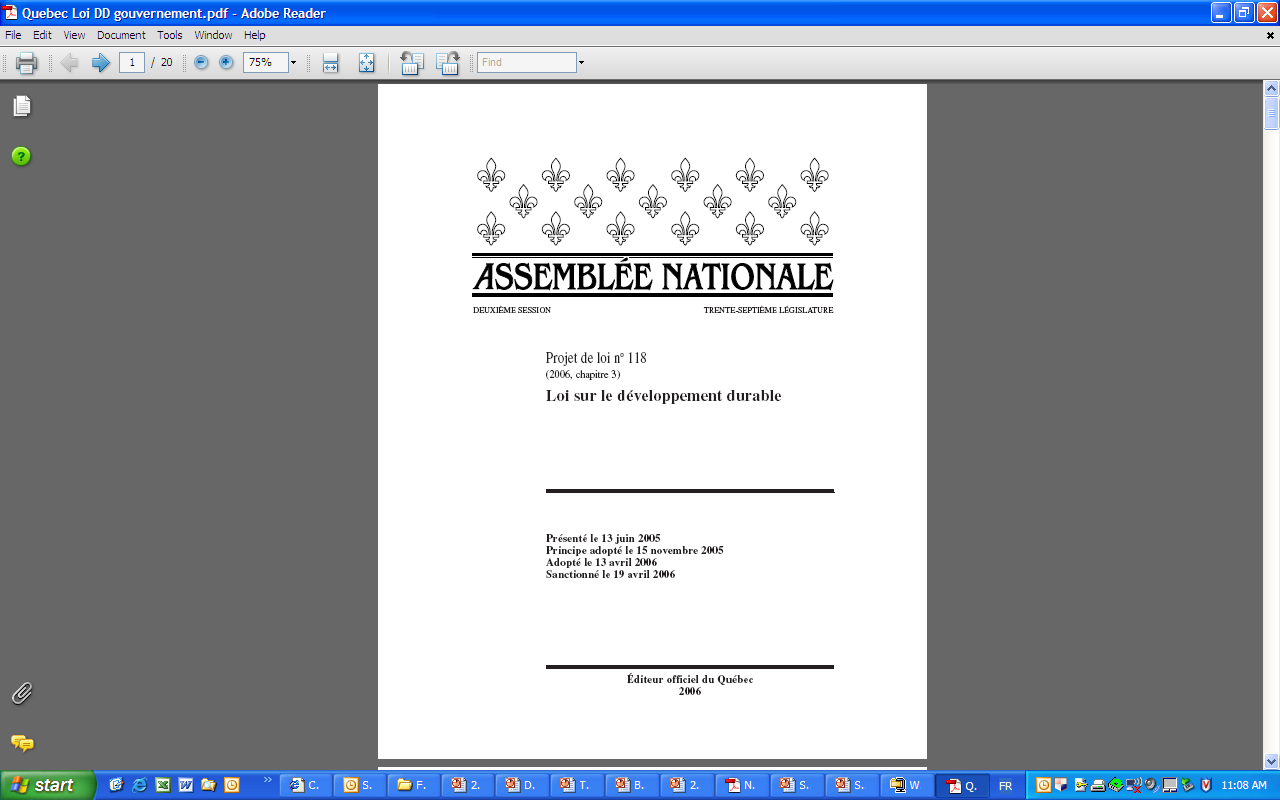 Quebec Loi DD gouvernement.pdf - Adobe Reader
File Edit View Document Tools Window Help
1 / 20 75% Find
ASSEMBLÉE NATIONALE
DEUXIÈME SESSION TRENTE-SEPTIÈME LÉGISLATURE
Projet de loi nº 118
(2006, chapitre 3)
Loi sur le développement durable
Présenté le 13 juin 2005
Principe adopté le 15 novembre 2005
Adopté le 13 avril 2006
Sanctionné le 19 avril 2006
Éditeur officiel du Québec
2006
start C. S. F. 2. D. T. B. 2. N. S. S. W Q. FR 11:08 AM